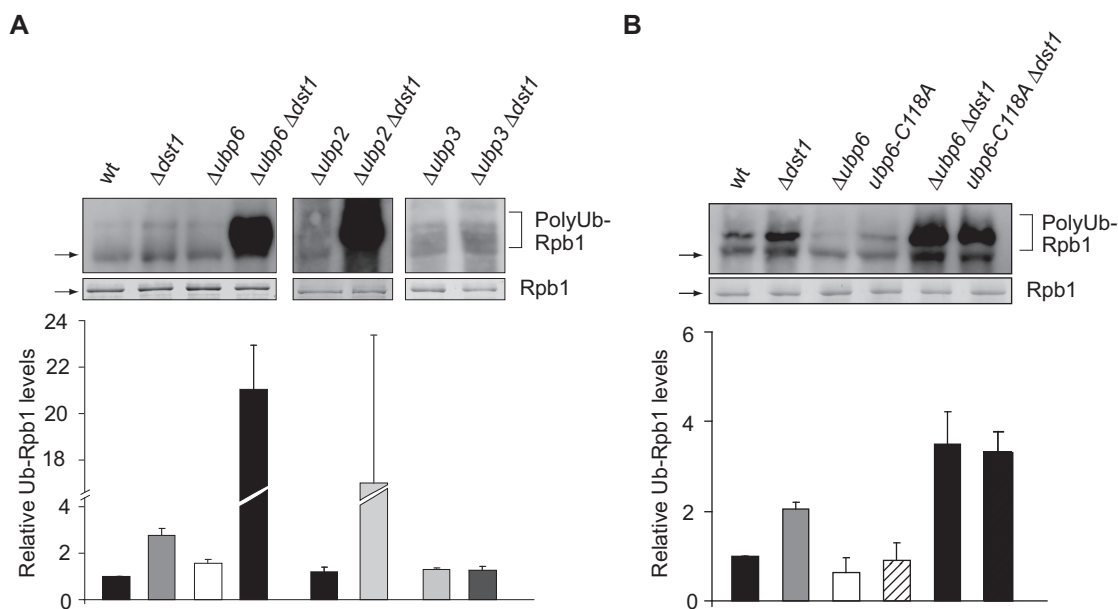 A
wt
Δdst1
Δubp6
Δubp6 Δdst1
Δubp2
Δubp2 Δdst1
Δubp3
Δubp3 Δdst1
PolyUb-
Rpb1
Rpb1
Relative Ub-Rpb1 levels
24
22
20
18
4
2
0
B
wt
Δdst1
Δubp6
ubp6-C118A
Δubp6 Δdst1
ubp6-C118A Δdst1
PolyUb-
Rpb1
Rpb1
Relative Ub-Rpb1 levels
6
4
2
0